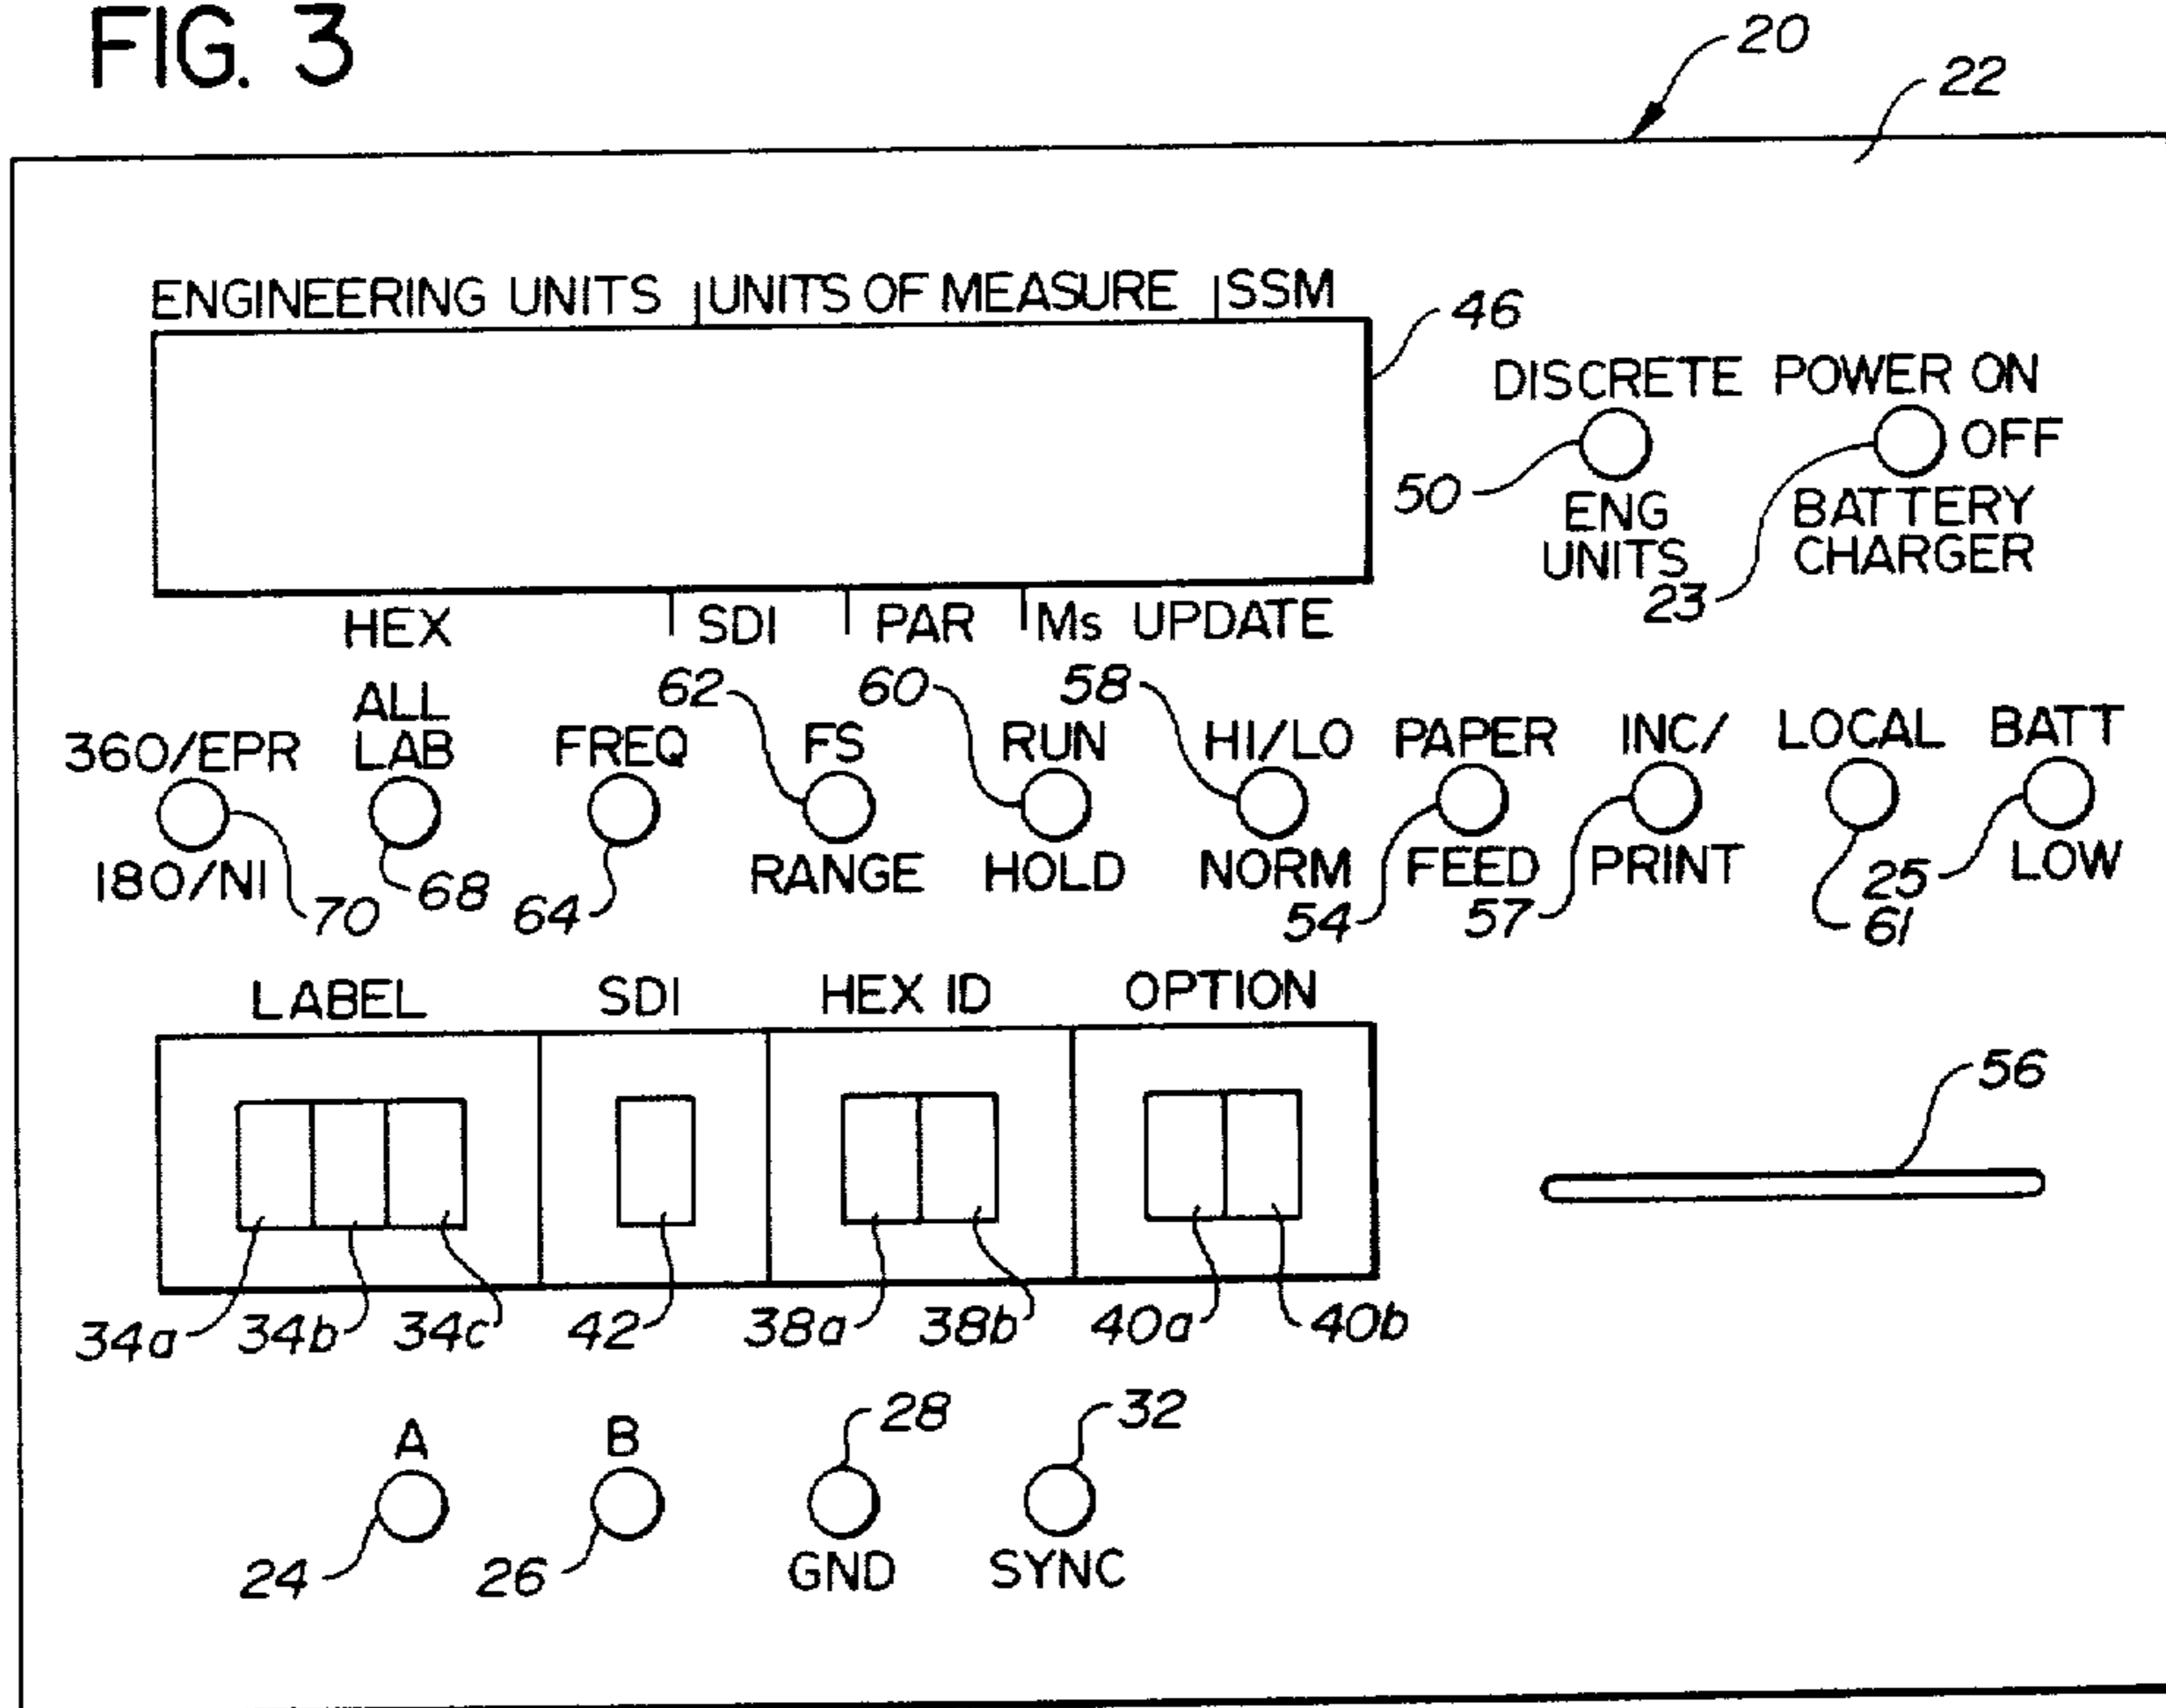 FIG. 3
20
22
ENGINEERING UNITS UNITS OF MEASURE SSM
46
DISCRETE POWER ON
OFF
50
ENG
UNITS
BATTERY
CHARGER
23
HEX SDI PAR Ms UPDATE
62 60 58
360/EPR ALL
LAB FREQ FS RUN HI/LO PAPER INC/ LOCAL BATT
180/N1 RANGE HOLD NORM FEED PRINT LOW
70 68 64 54 57 25
61
LABEL SDI HEX ID OPTION
56
34a 34b 34c 42 38a 38b 40a 40b
A B 28 32
24 26 GND SYNC